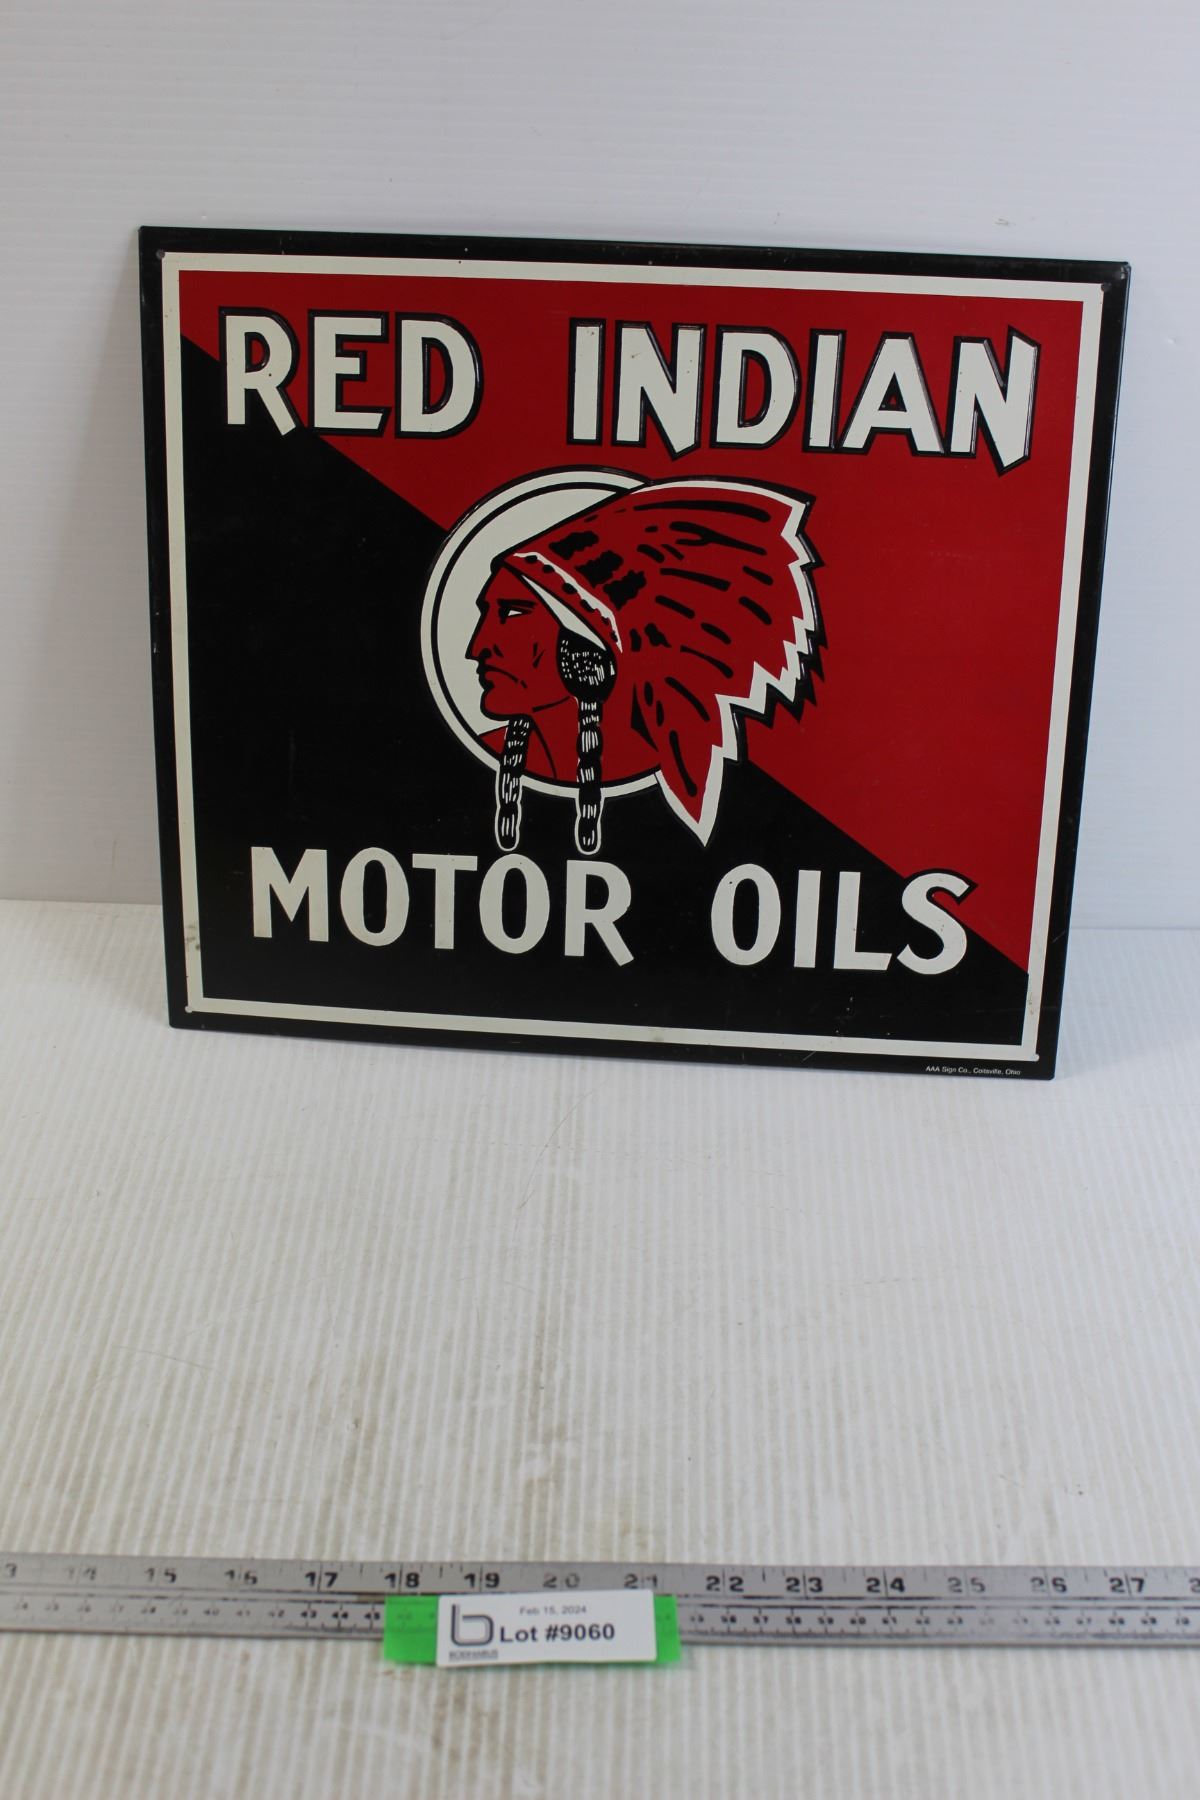 RED INDIAN
MOTOR OILS
AAA Sign Co., Coitsville, Ohio
3 14 15 16 17 18 19 20 21 22 23 24 25 26 27
Feb 15, 2024
Lot #9060